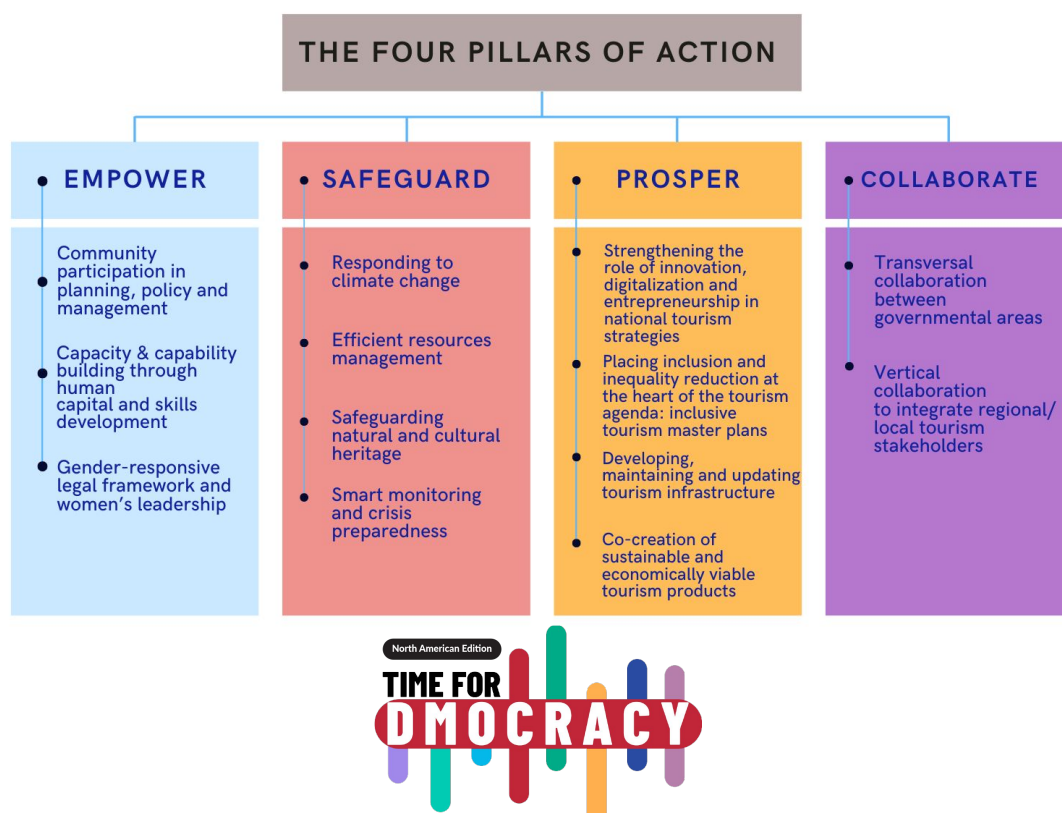 THE FOUR PILLARS OF ACTION
EMPOWER
Community
participation in
planning, policy and
management
Capacity & capability
building through
human
capital and skills
development
Gender-responsive
legal framework and
women's leadership
SAFEGUARD
Responding to
climate change
Efficient resources
management
Safeguarding
natural and cultural
heritage
Smart monitoring
and crisis
preparedness
PROSPER
Strengthening the
role of innovation,
digitalization and
entrepreneurship in
national tourism
strategies
Placing inclusion and
inequality reduction at
the heart of the tourism
agenda: inclusive
tourism master plans
Developing,
maintaining and updating
tourism infrastructure
Co-creation of
sustainable and
economically viable
tourism products
COLLABORATE
Transversal
collaboration
between
governmental areas
Vertical
collaboration
to integrate regional/
local tourism
stakeholders
North American Edition
TIME FOR
DMOCRACY